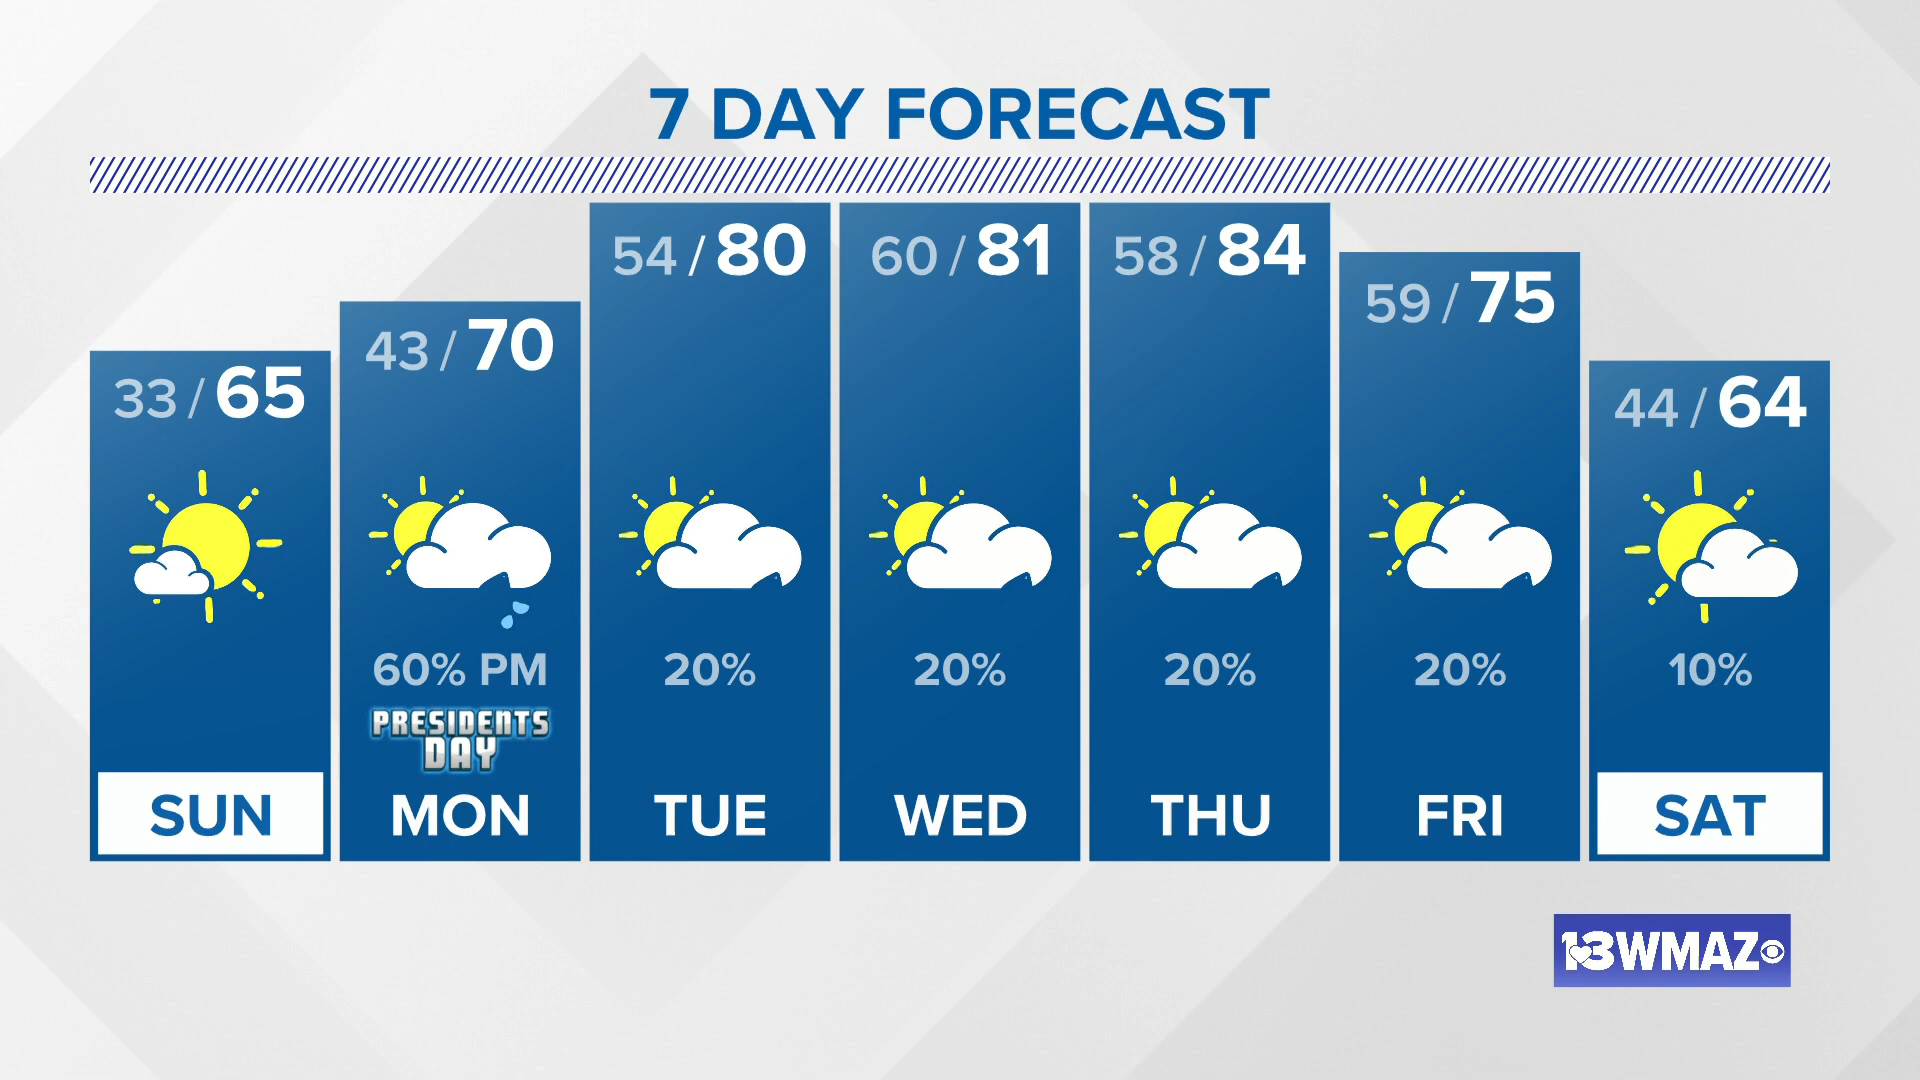 7 DAY FORECAST
33 / 65
43 / 70
54 / 80
60 / 81
58 / 84
59 / 75
44 / 64
60% PM
20%
20%
20%
20%
10%
PRESIDENTS
DAY
SUN
MON
TUE
WED
THU
FRI
SAT
13WMAZ